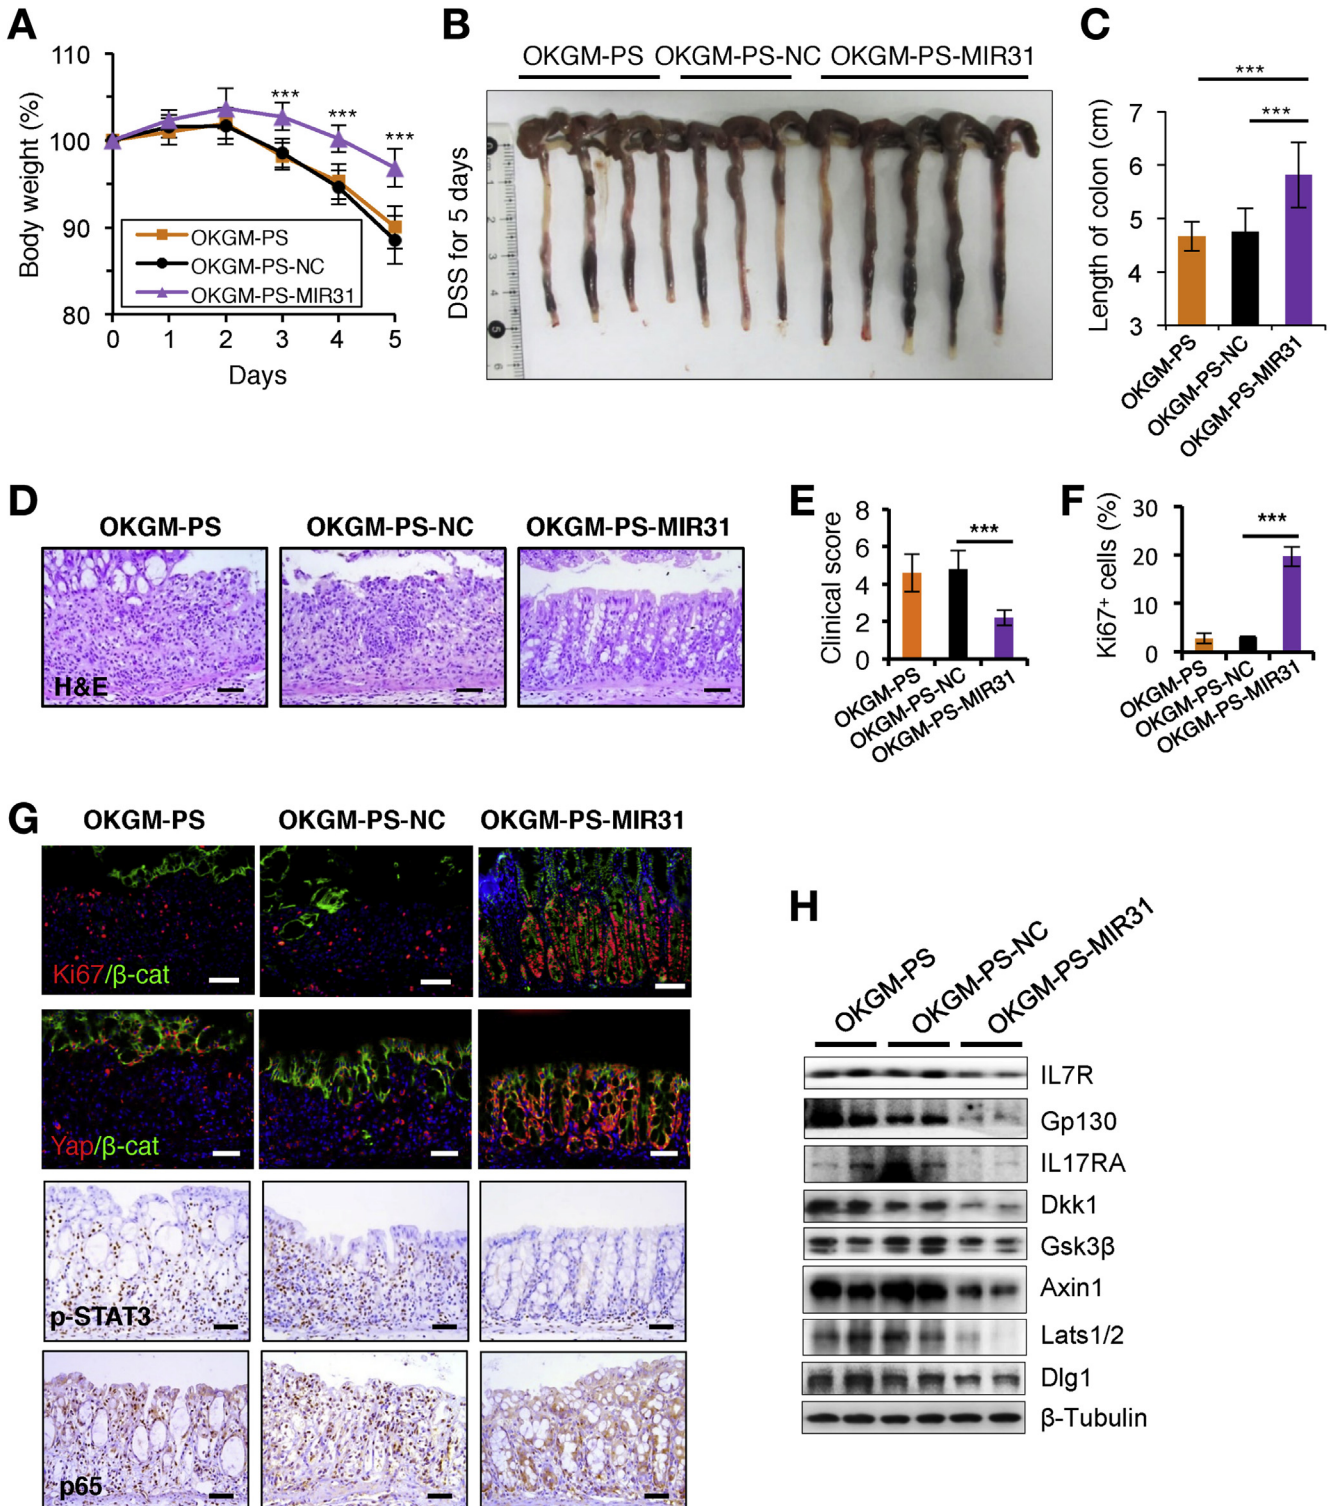 A
Body weight (%)
110
100
90
80
***
***
***
OKGM-PS
OKGM-PS-NC
OKGM-PS-MIR31
0 1 2 3 4 5
Days
B
OKGM-PS OKGM-PS-NC OKGM-PS-MIR31
DSS for 5 days
C
***
***
Length of colon (cm)
7
6
5
4
3
OKGM-PS
OKGM-PS-NC
OKGM-PS-MIR31
D
OKGM-PS OKGM-PS-NC OKGM-PS-MIR31
H&E
E
Clinical score
8
6
4
2
0
***
OKGM-PS
OKGM-PS-NC
OKGM-PS-MIR31
F
Ki67+ cells (%)
30
20
10
0
***
OKGM-PS
OKGM-PS-NC
OKGM-PS-MIR31
G
OKGM-PS OKGM-PS-NC OKGM-PS-MIR31
Ki67/β-cat
Yap/β-cat
p-STAT3
p65
H
OKGM-PS
OKGM-PS-NC
OKGM-PS-MIR31
IL7R
Gp130
IL17RA
Dkk1
Gsk3β
Axin1
Lats1/2
Dlg1
β-Tubulin